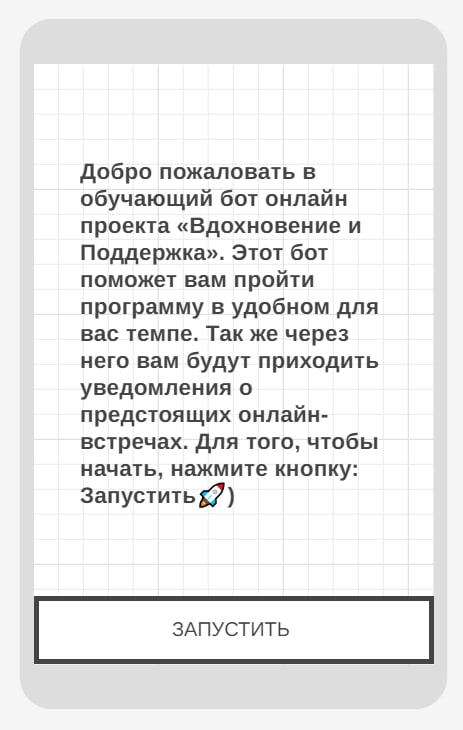 Добро пожаловать в
обучающий бот онлайн
проекта «Вдохновение и
Поддержка». Этот бот
поможет вам пройти
программу в удобном для
вас темпе. Так же через
него вам будут приходить
уведомления о
предстоящих онлайн-
встречах. Для того, чтобы
начать, нажмите кнопку:
Запустить🚀)
ЗАПУСТИТЬ